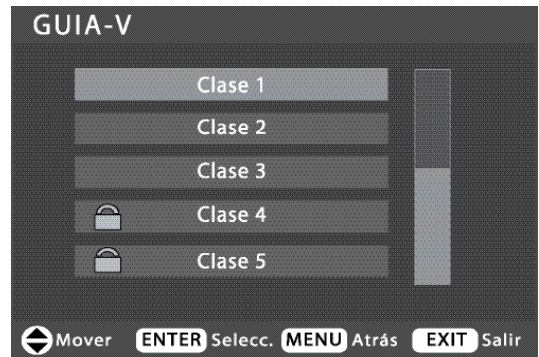 GUIA-V
Clase 1
Clase 2
Clase 3
Clase 4
Clase 5
Mover ENTER Selecc. MENU Atrás EXIT Salir